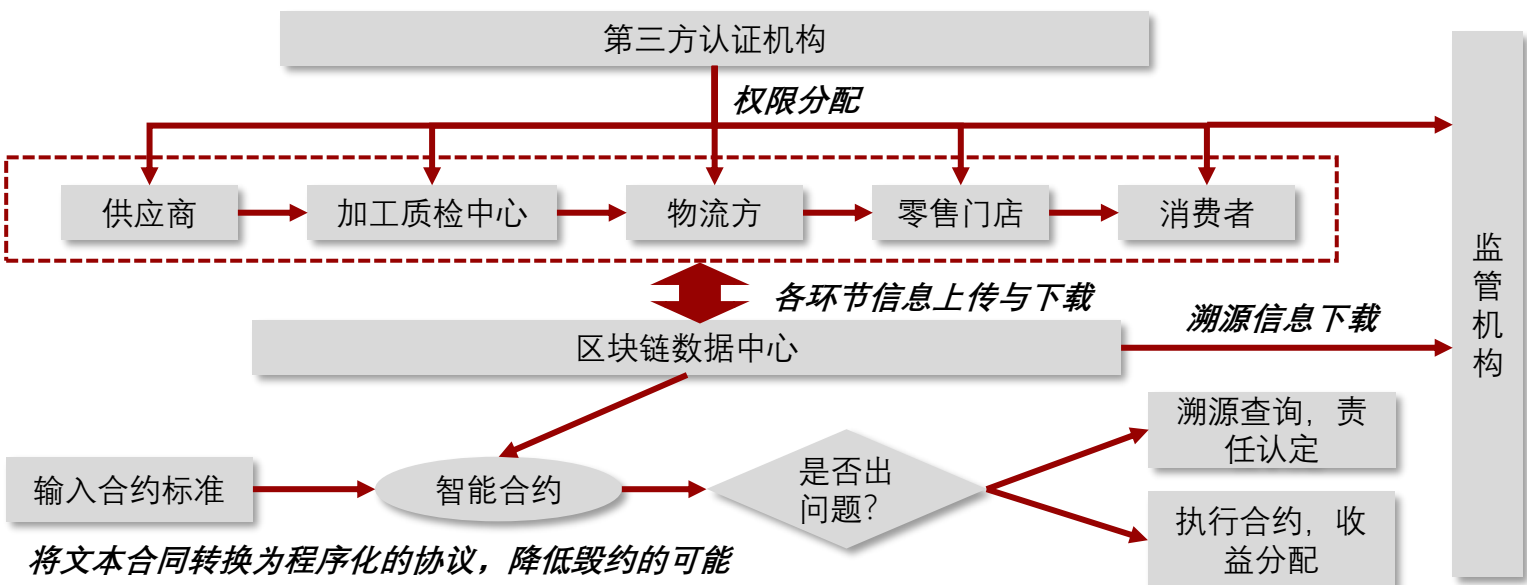 第三方认证机构
权限分配
供应商
加工质检中心
物流方
零售门店
消费者
监
管
机
构
各环节信息上传与下载
溯源信息下载
区块链数据中心
溯源查询，责
任认定
输入合约标准
智能合约
是否出
问题？
执行合约，收
益分配
将文本合同转换为程序化的协议，降低毁约的可能